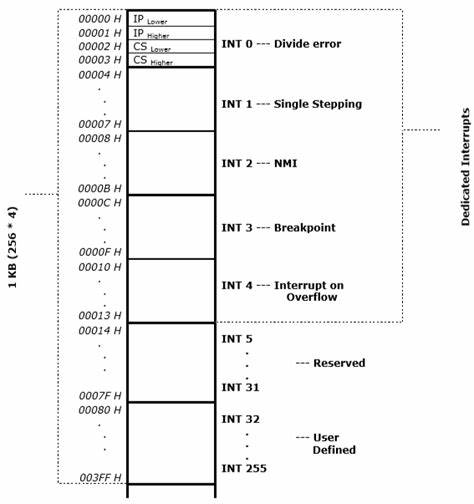 00000 H IP Lower
00001 H IP Higher
00002 H CS Lower
00003 H CS Higher
INT 0 --- Divide error
00004 H
INT 1 --- Single Stepping
00007 H
00008 H
INT 2 --- NMI
0000B H
0000C H
INT 3 --- Breakpoint
0000F H
00010 H
INT 4 --- Interrupt on
Overflow
00013 H
00014 H
INT 5
--- Reserved
INT 31
0007F H
00080 H
INT 32
--- User
Defined
INT 255
003FF H
1 KB (256 * 4)
Dedicated Interrupts